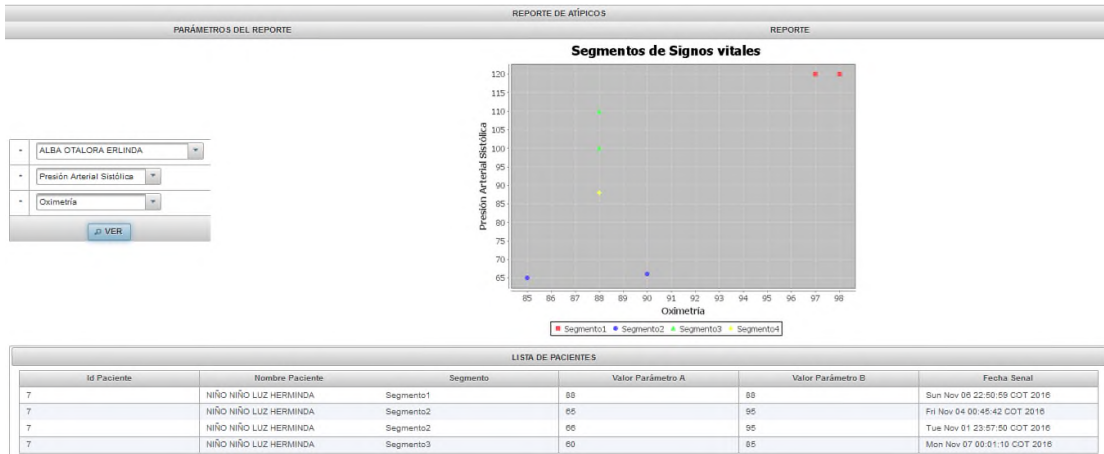 REPORTE DE ATÍPICOS
PARÁMETROS DEL REPORTE
REPORTE
- ALBA OTALORA ERLINDA
- Presión Arterial Sistólica
- Oximetría
VER
Segmentos de Signos vitales
Presión Arterial Sistólica
120
115
110
105
100
95
90
85
80
75
70
65
85 86 87 88 89 90 91 92 93 94 95 96 97 98
Oximetria
Segmento1 Segmento2 Segmento3 Segmento4
LISTA DE PACIENTES
Id Paciente Nombre Paciente Segmento Valor Parámetro A Valor Parámetro B Fecha Senal
7 NIÑO NIÑO LUZ HERMINDA Segmento1 88 88 Sun Nov 06 22:50:59 COT 2016
7 NIÑO NIÑO LUZ HERMINDA Segmento2 65 95 Fri Nov 04 00:45:42 COT 2016
7 NIÑO NIÑO LUZ HERMINDA Segmento2 66 95 Tue Nov 01 23:57:50 COT 2016
7 NIÑO NIÑO LUZ HERMINDA Segmento3 60 85 Mon Nov 07 00:01:10 COT 2016